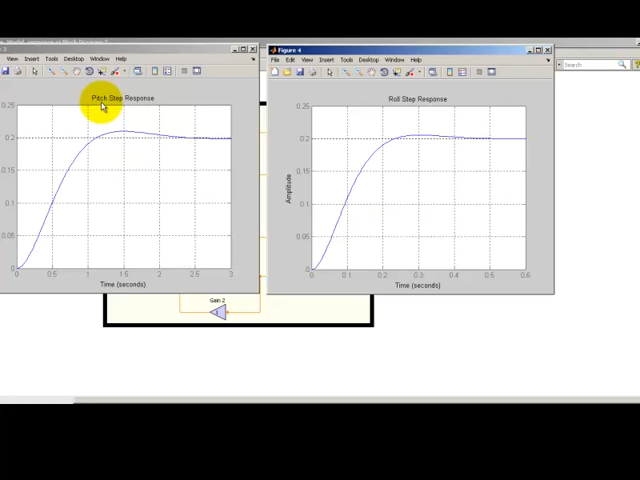 3
View Insert Tools Desktop Window Help
Pitch Step Response
0.25
0.2
0.15
0.1
0.05
0
0 0.5 1 1.5 2 2.5 3
Time (seconds)
Figure 4
File Edit View Insert Tools Desktop Window Help
Roll Step Response
Amplitude
0.25
0.2
0.15
0.1
0.05
0
0 0.1 0.2 0.3 0.4 0.5 0.6
Time (seconds)
Search
Gain 2